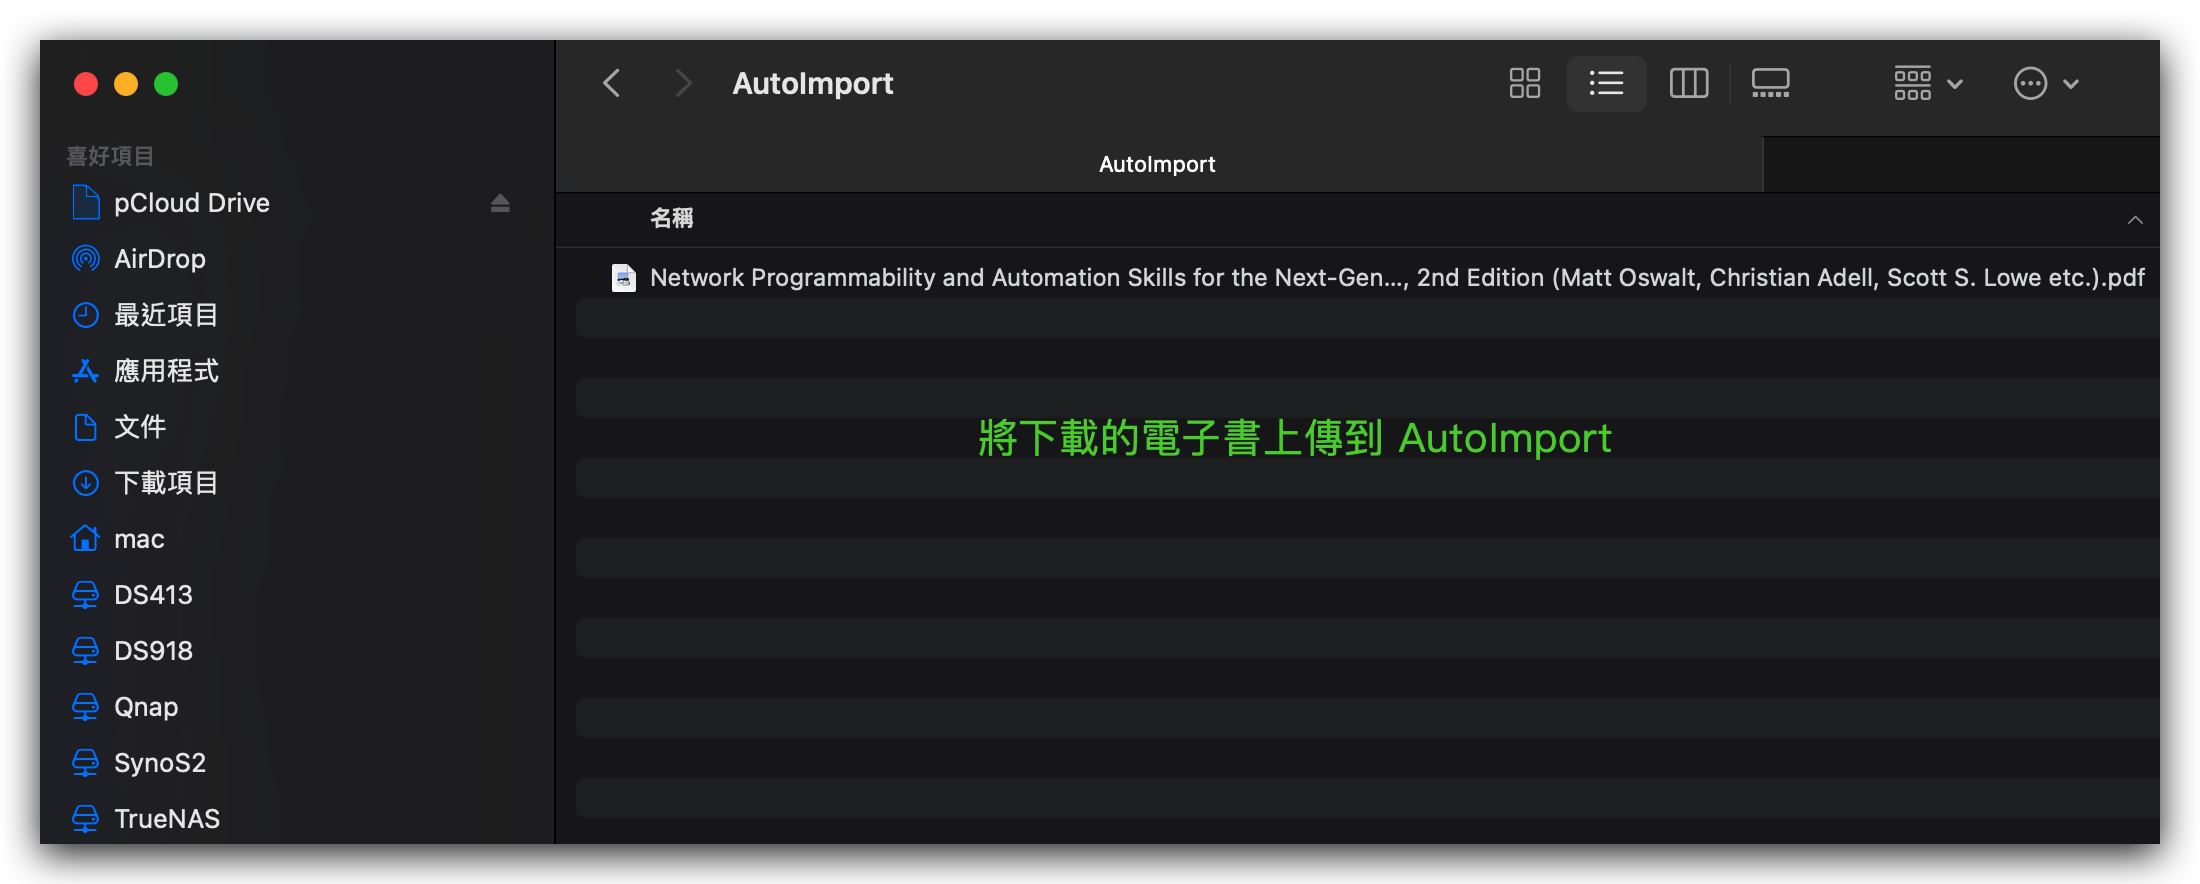 AutoImport
喜好項目
pCloud Drive
AirDrop
最近項目
應用程式
文件
下載項目
mac
DS413
DS918
Qnap
SynoS2
TrueNAS
AutoImport
名稱
Network Programmability and Automation Skills for the Next-Gen..., 2nd Edition (Matt Oswalt, Christian Adell, Scott S. Lowe etc.).pdf
將下載的電子書上傳到 AutoImport